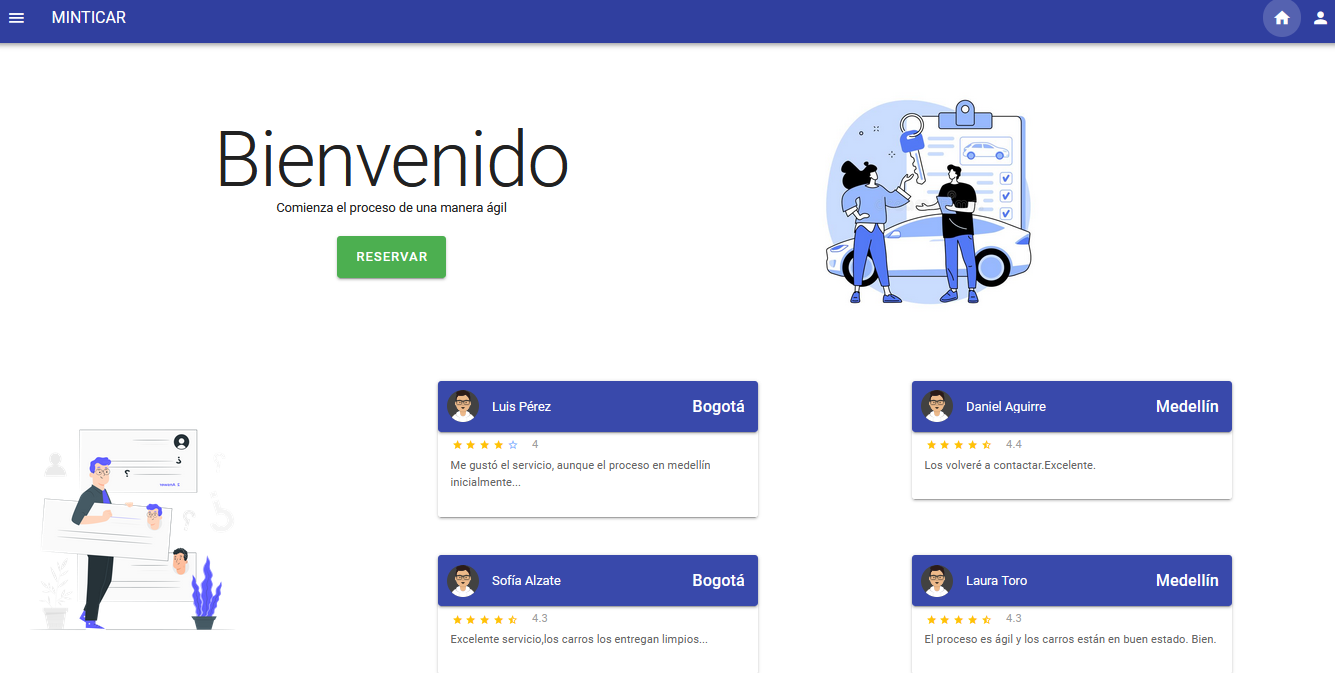 MINTICAR
Bienvenido
Comienza el proceso de una manera ágil
RESERVAR
Luis Pérez
Bogotá
4
Me gustó el servicio, aunque el proceso en medellín
inicialmente...
Daniel Aguirre
Medellín
4.4
Los volveré a contactar.Excelente.
Sofía Alzate
Bogotá
4.3
Excelente servicio,los carros los entregan limpios...
Laura Toro
Medellín
4.3
El proceso es ágil y los carros están en buen estado. Bien.